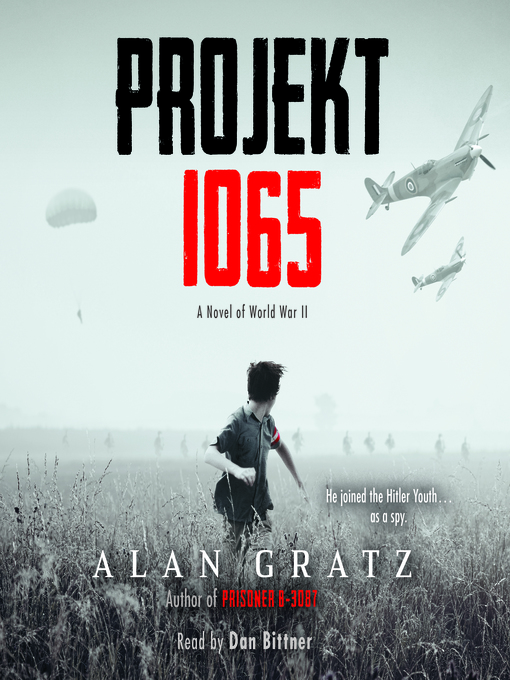 PROJEKT
1065
A Novel of World War II
He joined the Hitler Youth...
as a spy.
ALAN GRATZ
Author of PRISONER B-3087
Read by Dan Bittner